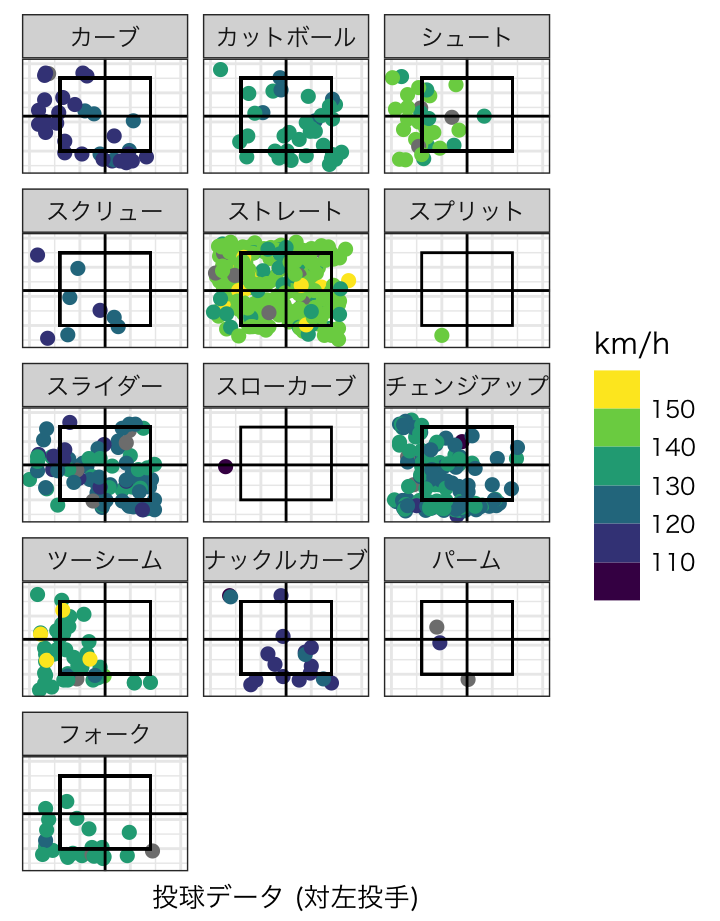 カーブ
カットボール
シュート
スクリュー
ストレート
スプリット
スライダー
スローカーブ
チェンジアップ
ツーシーム
ナックルカーブ
パーム
フォーク
km/h
150
140
130
120
110
投球データ (対左投手)